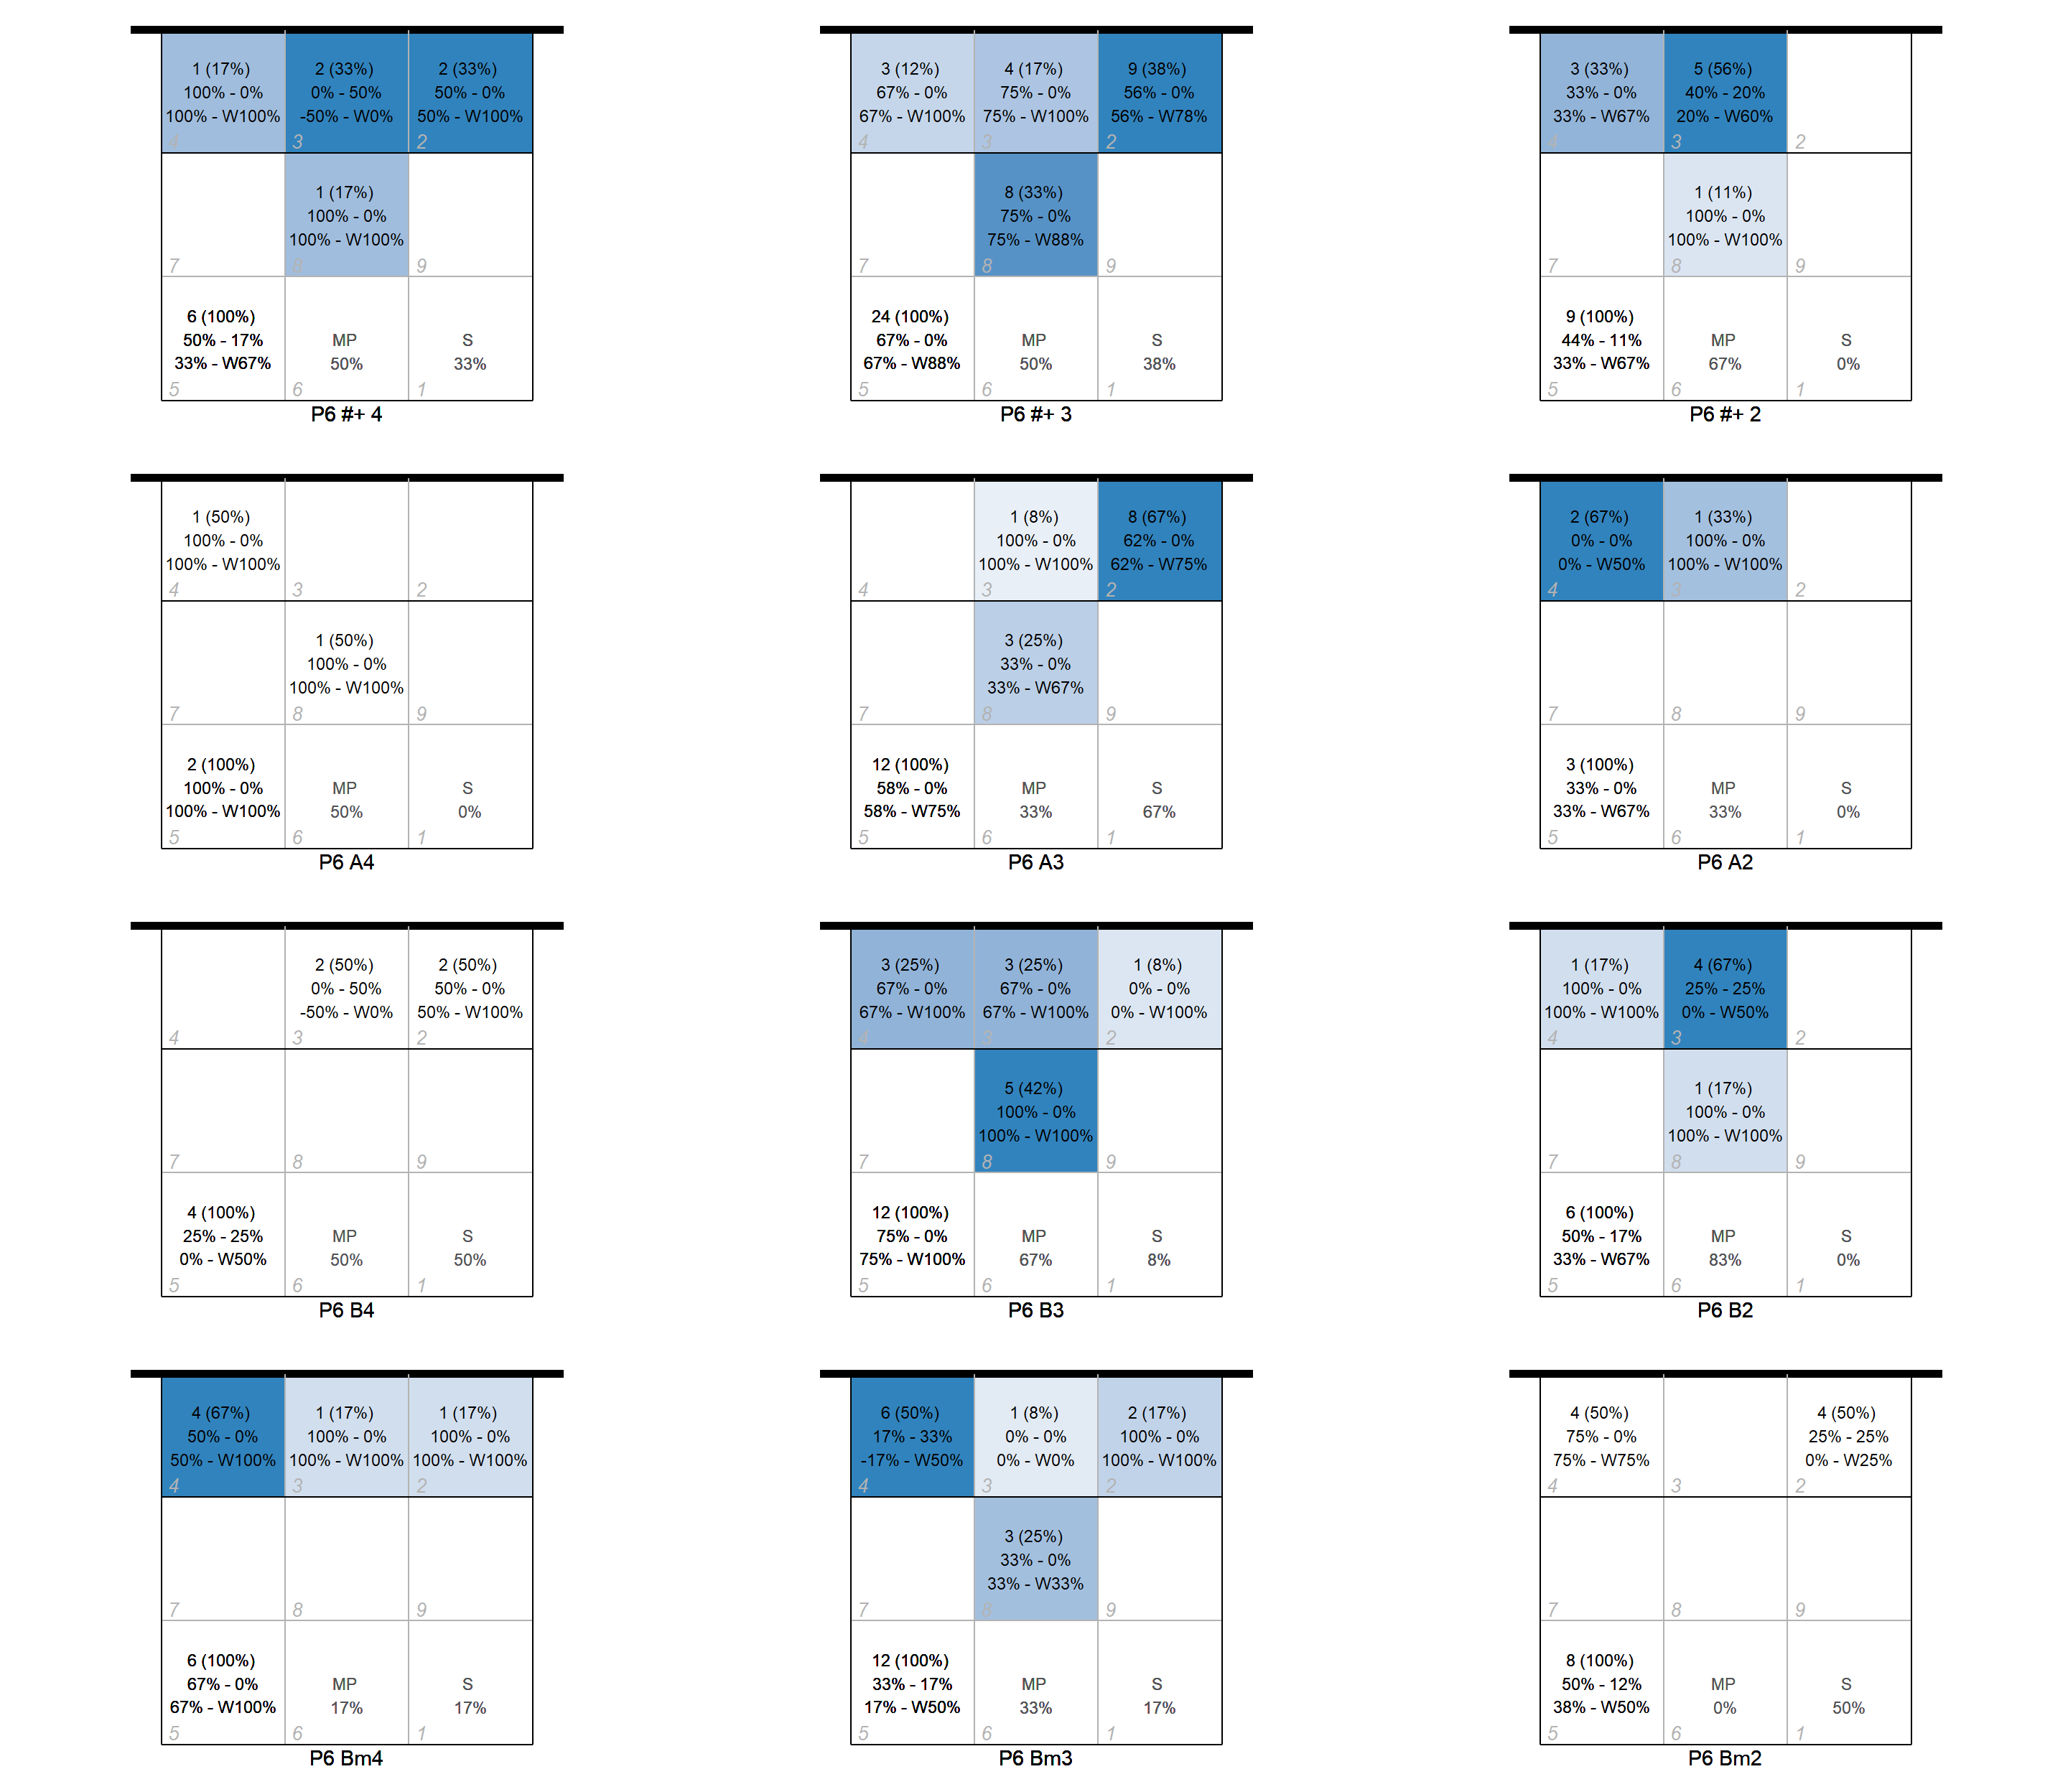 1 (17%) 2 (33%) 2 (33%)
100% - 0% 0% - 50% 50% - 0%
100% - W100% -50% - W0% 50% - W100%
4 3 2
1 (17%)
100% - 0%
100% - W100%
7 8 9
6 (100%)
50% - 17% MP S
33% - W67% 50% 33%
5 6 1
P6 #+ 4
3 (12%) 4 (17%) 9 (38%)
67% - 0% 75% - 0% 56% - 0%
67% - W100% 75% - W100% 56% - W78%
4 3 2
8 (33%)
75% - 0%
75% - W88%
7 8 9
24 (100%)
67% - 0% MP S
67% - W88% 50% 38%
5 6 1
P6 #+ 3
3 (33%) 5 (56%)
33% - 0% 40% - 20%
33% - W67% 20% - W60%
4 3 2
1 (11%)
100% - 0%
100% - W100%
7 8 9
9 (100%)
44% - 11% MP S
33% - W67% 67% 0%
5 6 1
P6 #+ 2
1 (50%)
100% - 0%
100% - W100%
4 3 2
1 (50%)
100% - 0%
100% - W100%
7 8 9
2 (100%)
100% - 0% MP S
100% - W100% 50% 0%
5 6 1
P6 A4
1 (8%) 8 (67%)
100% - 0% 62% - 0%
100% - W100% 62% - W75%
4 3 2
3 (25%)
33% - 0%
33% - W67%
7 8 9
12 (100%)
58% - 0% MP S
58% - W75% 33% 67%
5 6 1
P6 A3
2 (67%) 1 (33%)
0% - 0% 100% - 0%
0% - W50% 100% - W100%
4 3 2
7 8 9
3 (100%)
33% - 0% MP S
33% - W67% 33% 0%
5 6 1
P6 A2
2 (50%) 2 (50%)
0% - 50% 50% - 0%
-50% - W0% 50% - W100%
4 3 2
7 8 9
4 (100%)
25% - 25% MP S
0% - W50% 50% 50%
5 6 1
P6 B4
3 (25%) 3 (25%) 1 (8%)
67% - 0% 67% - 0% 0% - 0%
67% - W100% 67% - W100% 0% - W100%
4 3 2
5 (42%)
100% - 0%
100% - W100%
7 8 9
12 (100%)
75% - 0% MP S
75% - W100% 67% 8%
5 6 1
P6 B3
1 (17%) 4 (67%)
100% - 0% 25% - 25%
100% - W100% 0% - W50%
4 3 2
1 (17%)
100% - 0%
100% - W100%
7 8 9
6 (100%)
50% - 17% MP S
33% - W67% 83% 0%
5 6 1
P6 B2
4 (67%) 1 (17%) 1 (17%)
50% - 0% 100% - 0% 100% - 0%
50% - W100% 100% - W100% 100% - W100%
4 3 2
7 8 9
6 (100%)
67% - 0% MP S
67% - W100% 17% 17%
5 6 1
P6 Bm4
6 (50%) 1 (8%) 2 (17%)
17% - 33% 0% - 0% 100% - 0%
-17% - W50% 0% - W0% 100% - W100%
4 3 2
3 (25%)
33% - 0%
33% - W33%
7 8 9
12 (100%)
33% - 17% MP S
17% - W50% 33% 17%
5 6 1
P6 Bm3
4 (50%) 4 (50%)
75% - 0% 25% - 25%
75% - W75% 0% - W25%
4 3 2
7 8 9
8 (100%)
50% - 12% MP S
38% - W50% 0% 50%
5 6 1
P6 Bm2